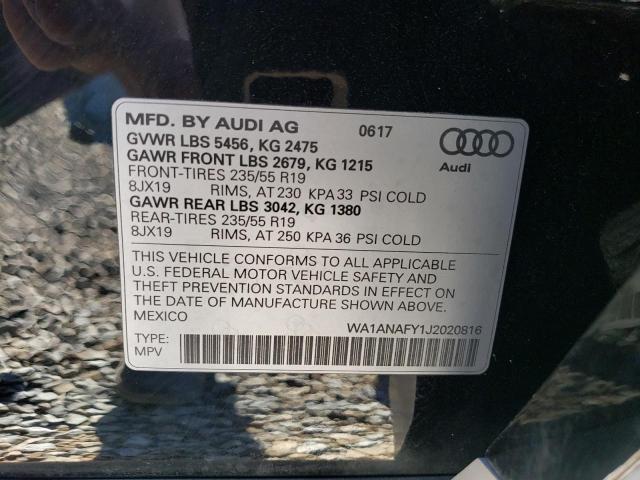 MFD. BY AUDI AG 0617
GVWR LBS 5456, KG 2475
GAWR FRONT LBS 2679, KG 1215
FRONT-TIRES 235/55 R19
8JX19 RIMS, AT 230 KPA 33 PSI COLD
GAWR REAR LBS 3042, KG 1380
REAR-TIRES 235/55 R19
8JX19 RIMS, AT 250 KPA 36 PSI COLD
Audi
THIS VEHICLE CONFORMS TO ALL APPLICABLE
U.S. FEDERAL MOTOR VEHICLE SAFETY AND
THEFT PREVENTION STANDARDS IN EFFECT ON
THE DATE OF MANUFACTURE SHOWN ABOVE.
MEXICO WA1ANAFY1J2020816
TYPE:
MPV